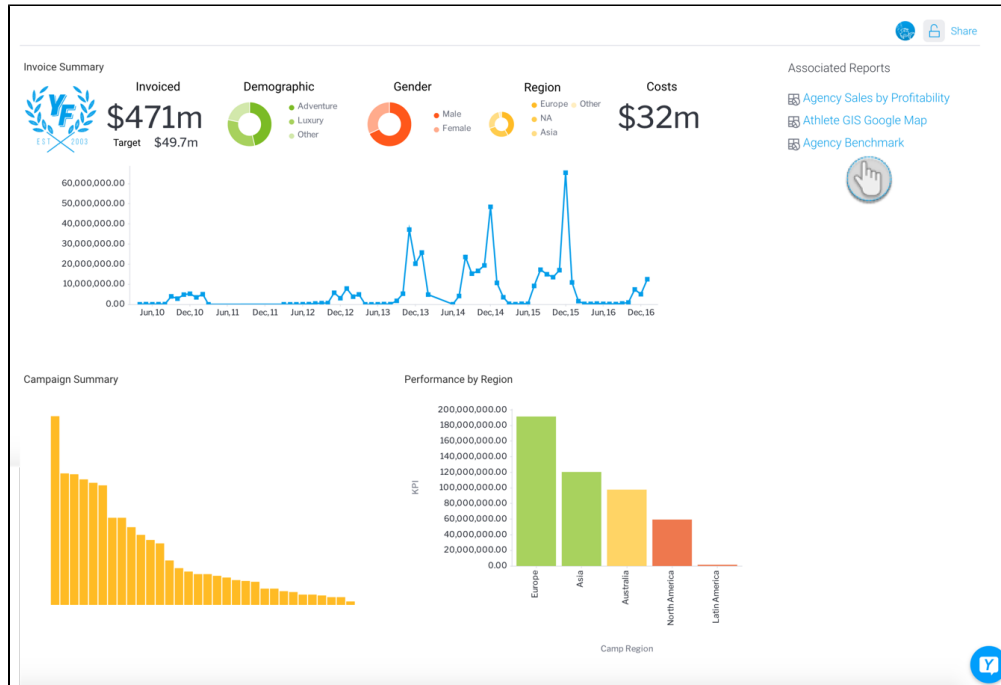 Share
Invoice Summary
Associated Reports
YF
EST 2003
Invoiced
$471m
Target $49.7m
Demographic
Adventure
Luxury
Other
Gender
Male
Female
Region
Europe Other
NA
Asia
Costs
$32m
Agency Sales by Profitability
Athlete GIS Google Map
Agency Benchmark
60,000,000.00
50,000,000.00
40,000,000.00
30,000,000.00
20,000,000.00
10,000,000.00
0.00
Jun,10 Dec,10 Jun,11 Dec,11 Jun,12 Dec,12 Jun,13 Dec,13 Jun,14 Dec,14 Jun,15 Dec,15 Jun,16 Dec,16
Campaign Summary
Performance by Region
200,000,000.00
180,000,000.00
160,000,000.00
140,000,000.00
120,000,000.00
100,000,000.00
80,000,000.00
60,000,000.00
40,000,000.00
20,000,000.00
0.00
KPI
Europe
Asia
Australia
North America
Latin America
Camp Region
Y